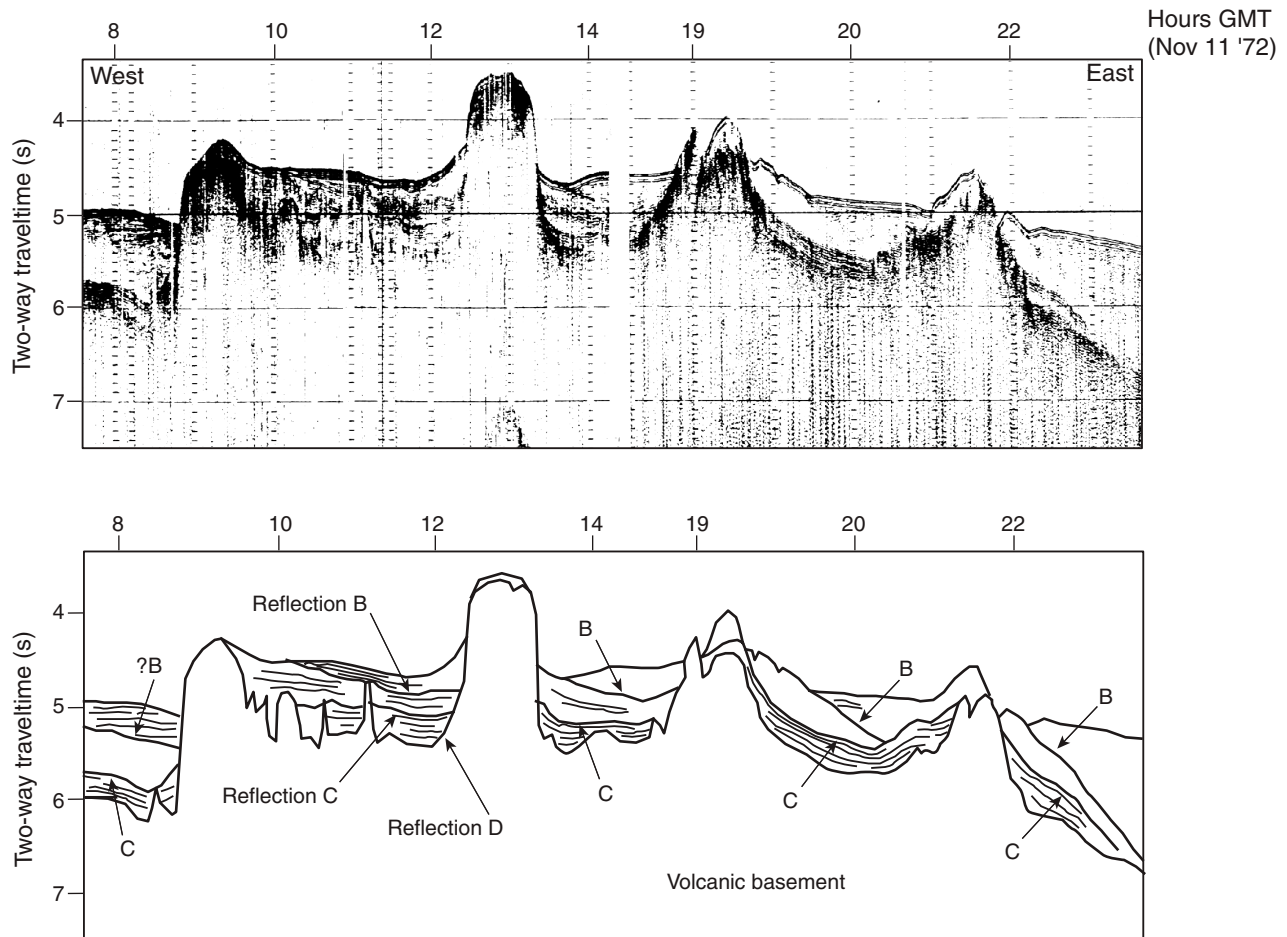 Hours GMT
(Nov 11 '72)
8 10 12 14 19 20 22
West East
Two-way traveltime (s)
4
5
6
7
8 10 12 14 19 20 22
Two-way traveltime (s)
4
5
6
7
Reflection B
B
?B
B
B
Reflection C
C
C
Reflection D
C
C
Volcanic basement